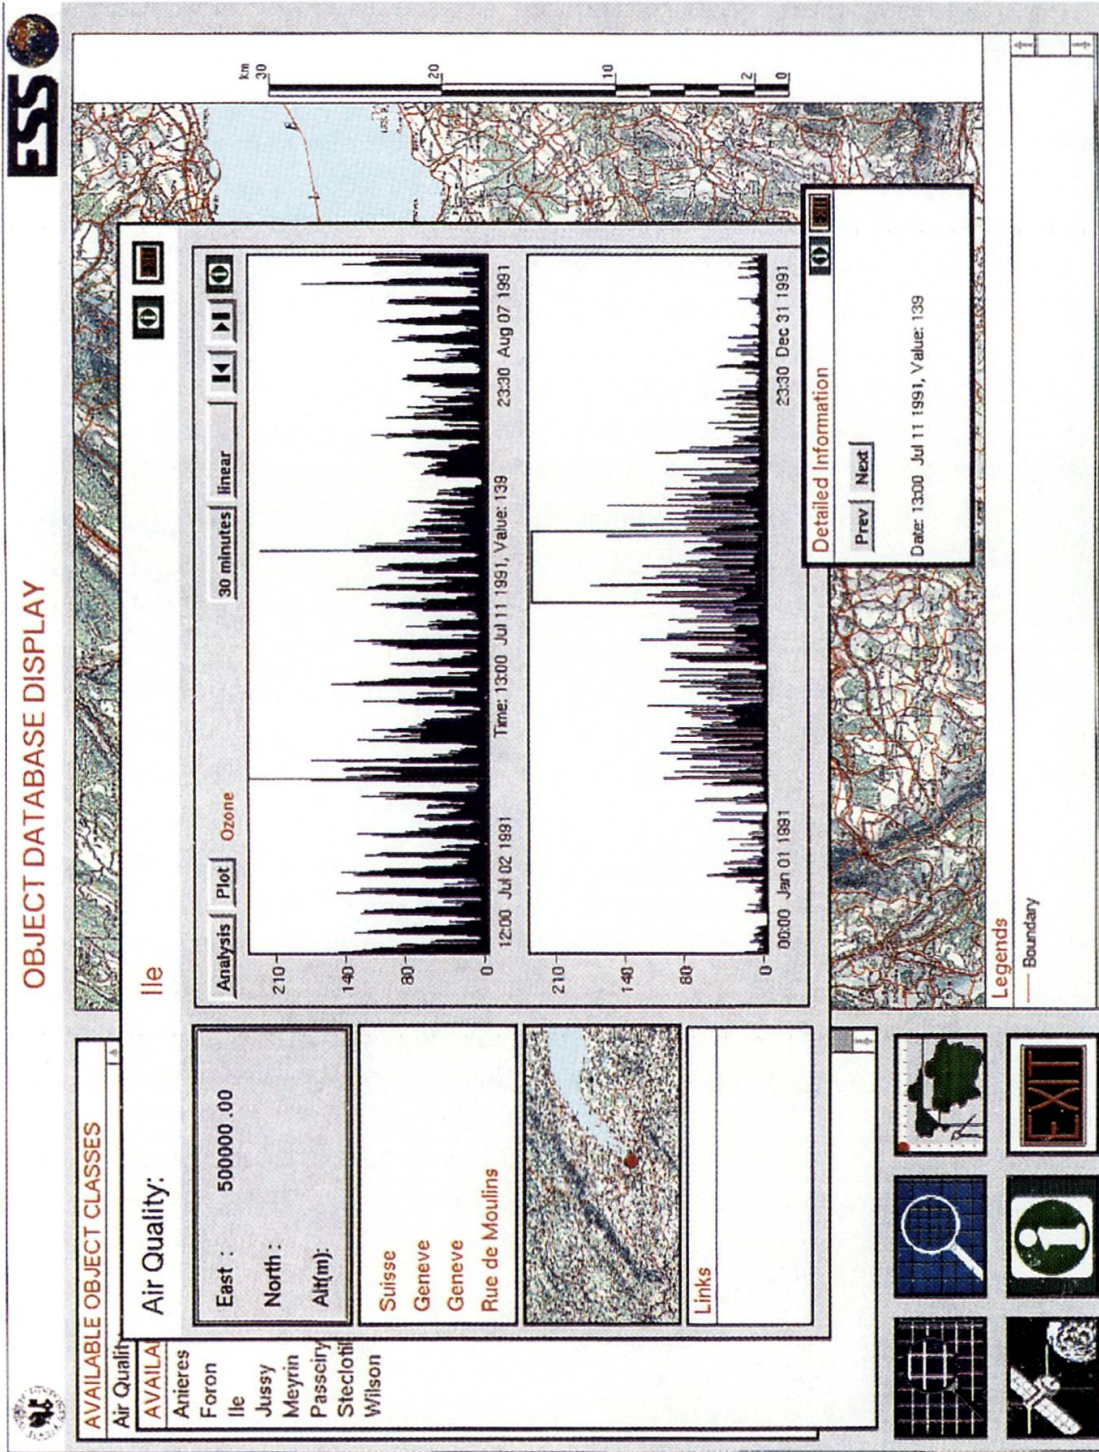 OBJECT DATABASE DISPLAY
ESS
AVAILABLE OBJECT CLASSES
Air Quality
AVAILA
Anieres
Foron
Ile
Jussy
Meyrin
Wilson
Air Quality:
Ile
East : 500000.00
North :
Alt(m):
Suisse
Geneve
Geneve
Rue de Moulins
Links
Analysis
Plot
Ozone
30 minutes
linear
210
140
80
0
12:00 Jul 02 1991
Time: 13:00 Jul 11 1991, Value: 139
23:30 Aug 07 1991
210
140
80
0
00:00 Jan 01 1991
23:30 Dec 31 1991
Detailed Information
Prev
Next
Date: 13:00 Jul 11 1991, Value: 139
km
30
20
10
2
0
Legends
Boundary
EXIT